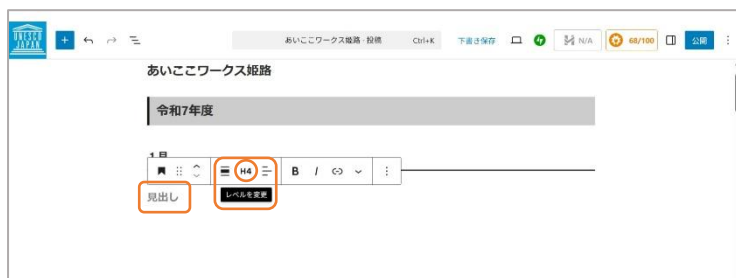 UNESCO
JAPAN
あいここワークス姫路 · 投稿 Ctrl+K 下書き保存 N/A 68/100 公開
あいここワークス姫路
令和7年度
1月
H4 B I
見出し
レベルを変更